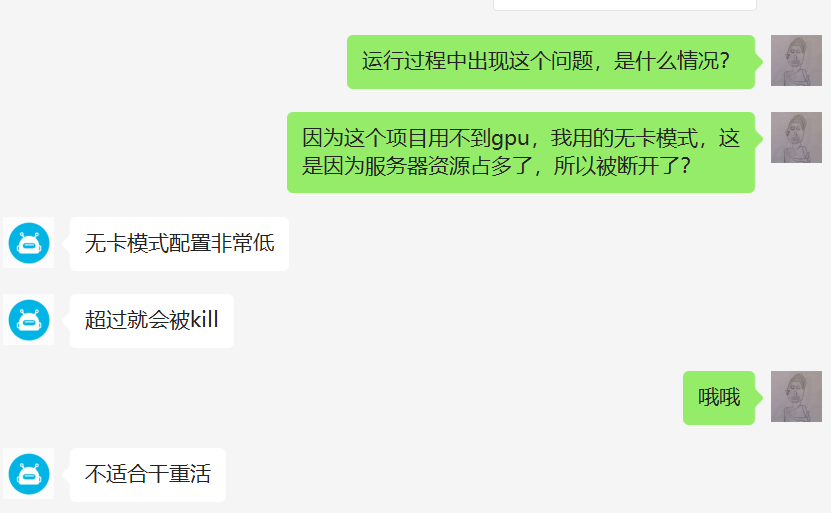 运行过程中出现这个问题，是什么情况？
因为这个项目用不到gpu，我用的无卡模式，这
是因为服务器资源占多了，所以被断开了？
无卡模式配置非常低
超过就会被kill
哦哦
不适合干重活